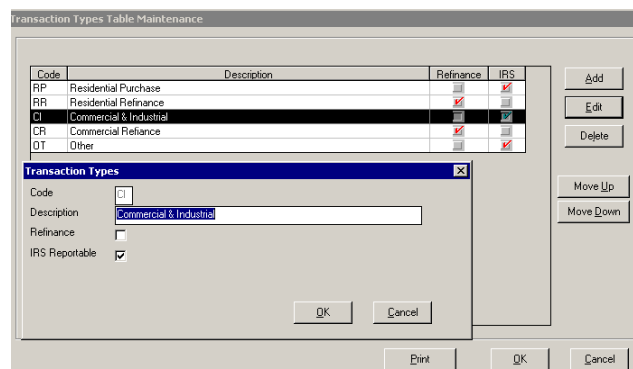 Transaction Types Table Maintenance
Code Description Refinance IRS
RP Residential Purchase
RR Residential Refinance
CI Commercial & Industrial
CR Commercial Refiance
OT Other
Add
Edit
Delete
Move Up
Move Down
Transaction Types
Code CI
Description Commercial & Industrial
Refinance
IRS Reportable
OK Cancel
Print OK Cancel